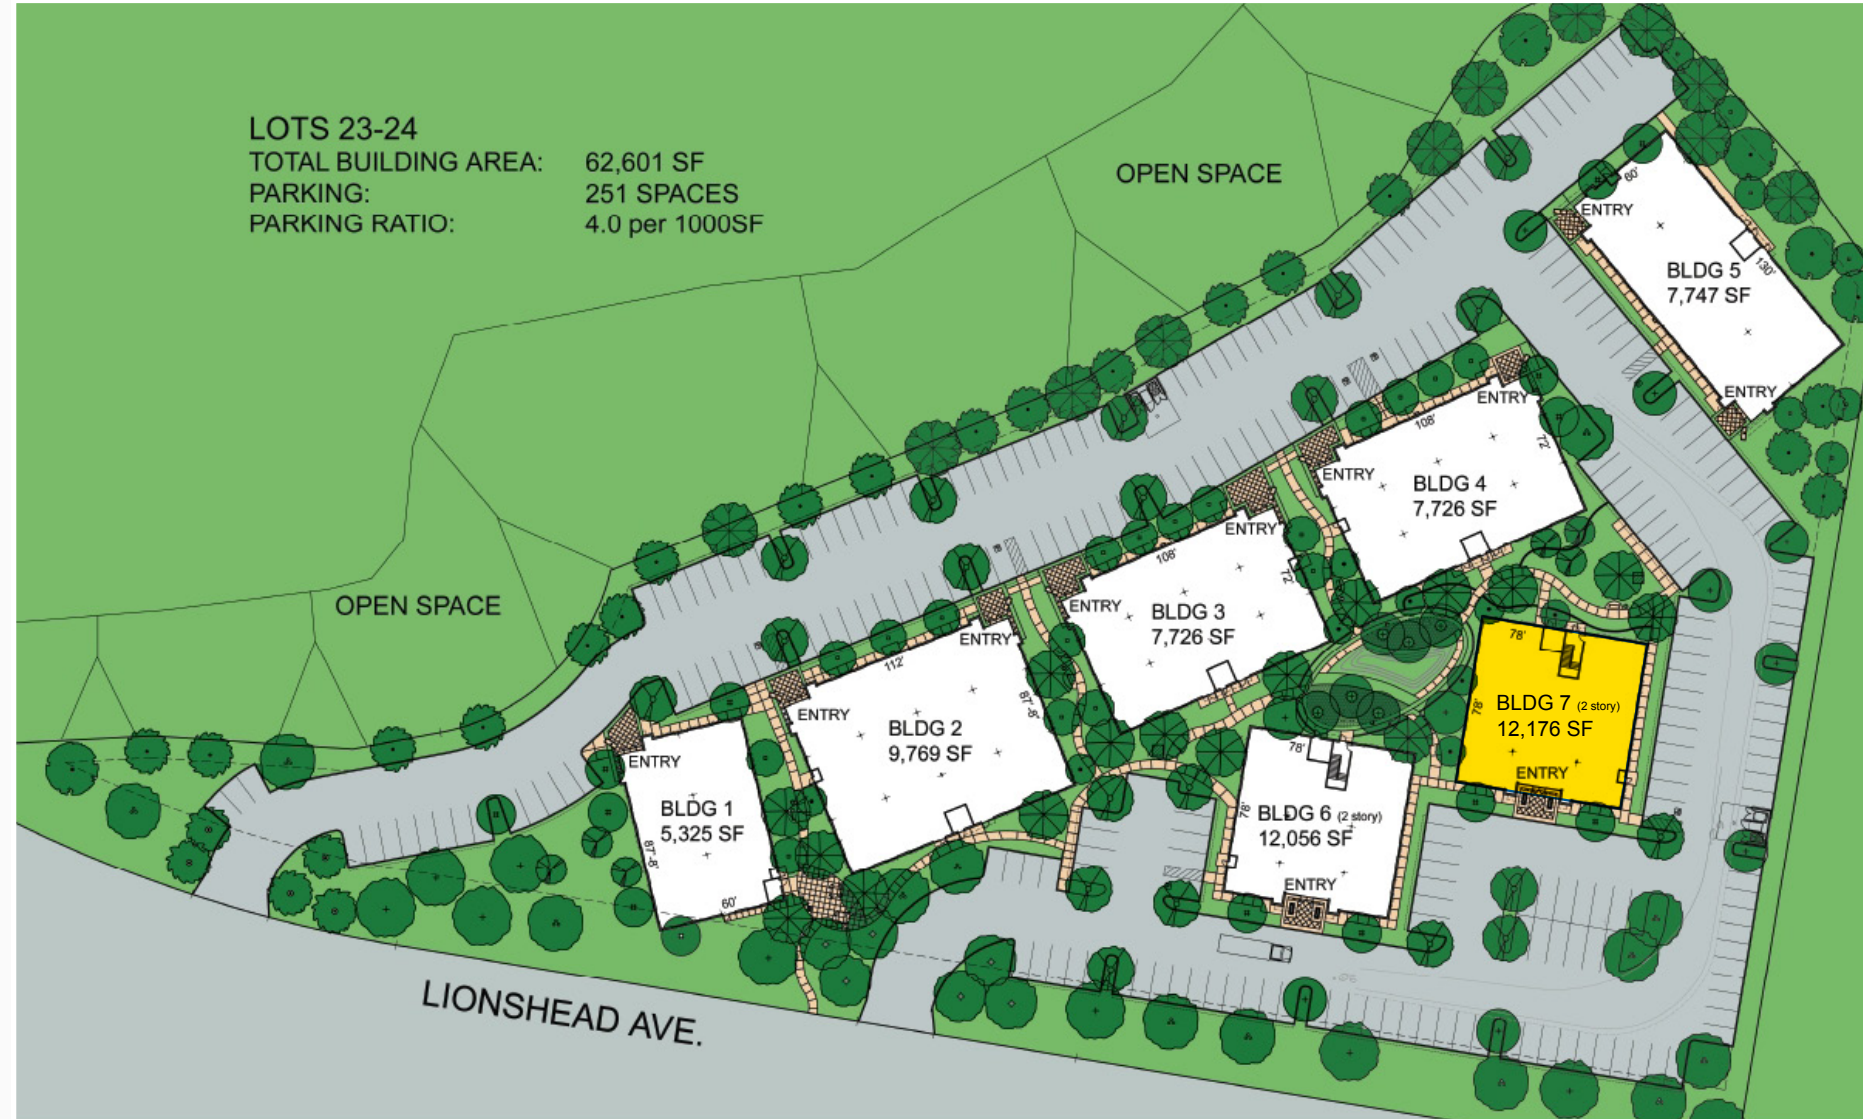 LOTS 23-24
TOTAL BUILDING AREA: 62,601 SF
PARKING: 251 SPACES
PARKING RATIO: 4.0 per 1000SF
OPEN SPACE
60'
ENTRY
BLDG 5
7,747 SF
130'
ENTRY
ENTRY
108'
72'
ENTRY
BLDG 4
7,726 SF
ENTRY
108'
72'
ENTRY
BLDG 3
7,726 SF
OPEN SPACE
ENTRY
112'
87'-8"
ENTRY
BLDG 2
9,769 SF
78'
78'
BLDG 7 (2 story)
12,176 SF
ENTRY
ENTRY
BLDG 1
5,325 SF
87'-8"
60'
78'
78'
BLDG 6 (2 story)
12,056 SF
ENTRY
LIONSHEAD AVE.